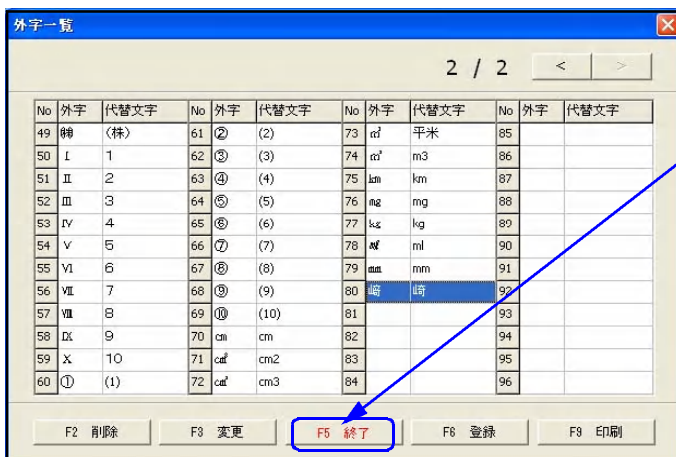 外字一覧
2 / 2 < >
No 外字 代替文字 No 外字 代替文字 No 外字 代替文字 No 外字 代替文字
49 ㈱ (株) 61 ② (2) 73 ㎡ 平米 85
50 Ⅰ 1 62 ③ (3) 74 ㎥ m3 86
51 Ⅱ 2 63 ④ (4) 75 ㎞ km 87
52 Ⅲ 3 64 ⑤ (5) 76 ㎎ mg 88
53 Ⅳ 4 65 ⑥ (6) 77 ㎏ kg 89
54 Ⅴ 5 66 ⑦ (7) 78 ㎖ ml 90
55 Ⅵ 6 67 ⑧ (8) 79 ㎜ mm 91
56 Ⅶ 7 68 ⑨ (9) 80 﨑 崎 92
57 Ⅷ 8 69 ⑩ (10) 81 93
58 Ⅸ 9 70 ㎝ cm 82 94
59 Ⅹ 10 71 ㎠ cm2 83 95
60 ① (1) 72 ㎤ cm3 84 96
F2 削除 F3 変更 F5 終了 F6 登録 F9 印刷